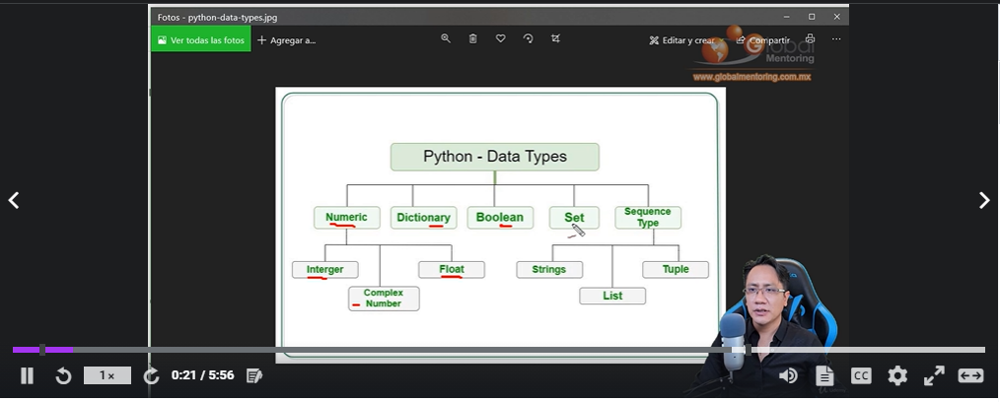 Fotos - python-data-types.jpg
Ver todas las fotos
Agregar a...
Editar y crear
Compartir
Global
Mentoring
www.globalmentoring.com.mx
Python - Data Types
Numeric
Dictionary
Boolean
Set
Sequence
Type
Interger
Float
Strings
Tuple
Complex
Number
List
1x
0:21 / 5:56
CC